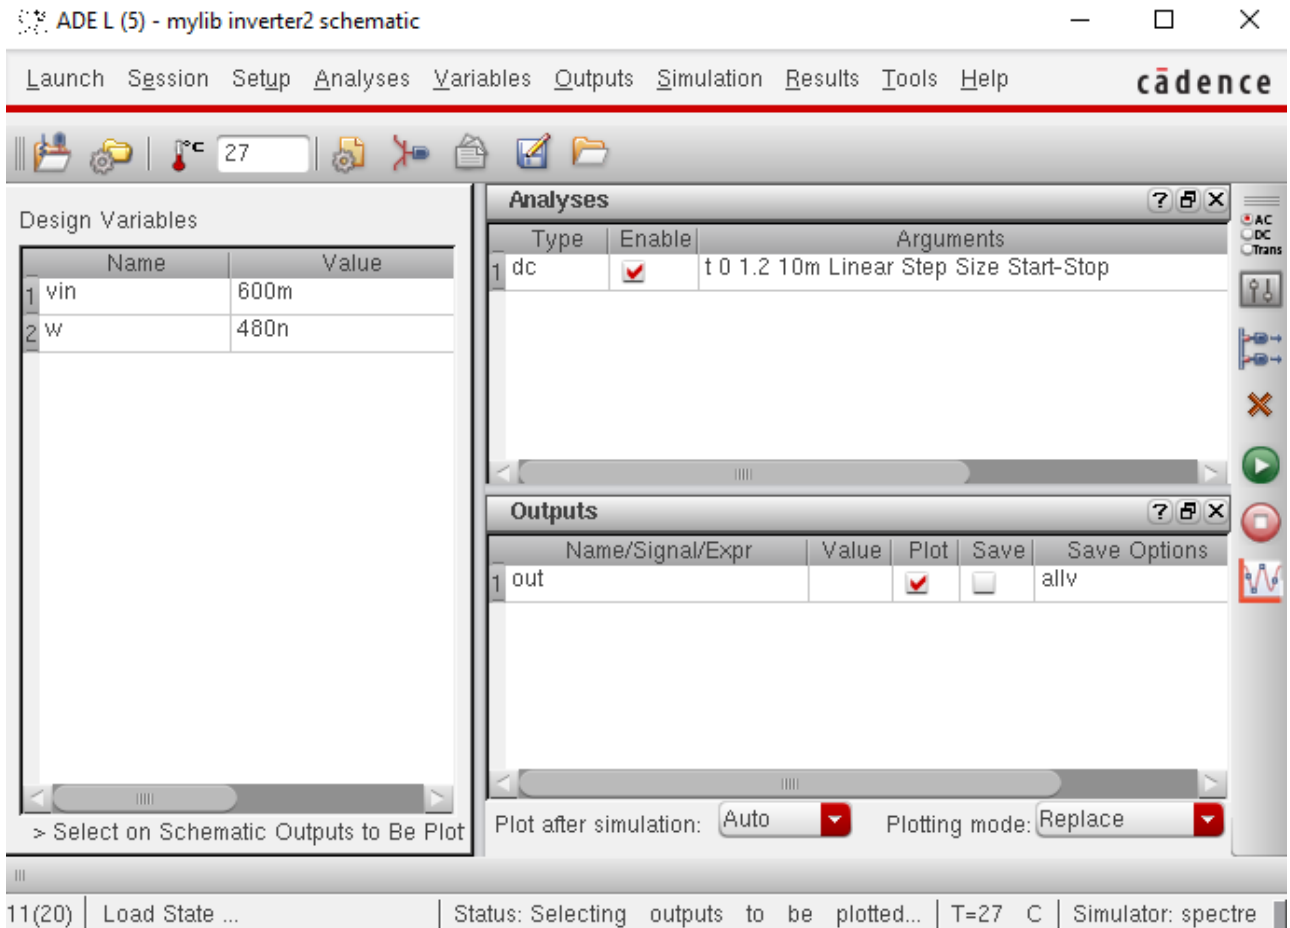 ADE L (5) - mylib inverter2 schematic
Launch Session Setup Analyses Variables Outputs Simulation Results Tools Help cādence
°C 27
Design Variables
Name Value
1 vin 600m
2 w 480n
> Select on Schematic Outputs to Be Plot
Analyses
Type Enable Arguments
1 dc t 0 1.2 10m Linear Step Size Start-Stop
Outputs
Name/Signal/Expr Value Plot Save Save Options
1 out allv
Plot after simulation: Auto Plotting mode: Replace
AC
DC
Trans
11(20) Load State ... Status: Selecting outputs to be plotted... T=27 C Simulator: spectre